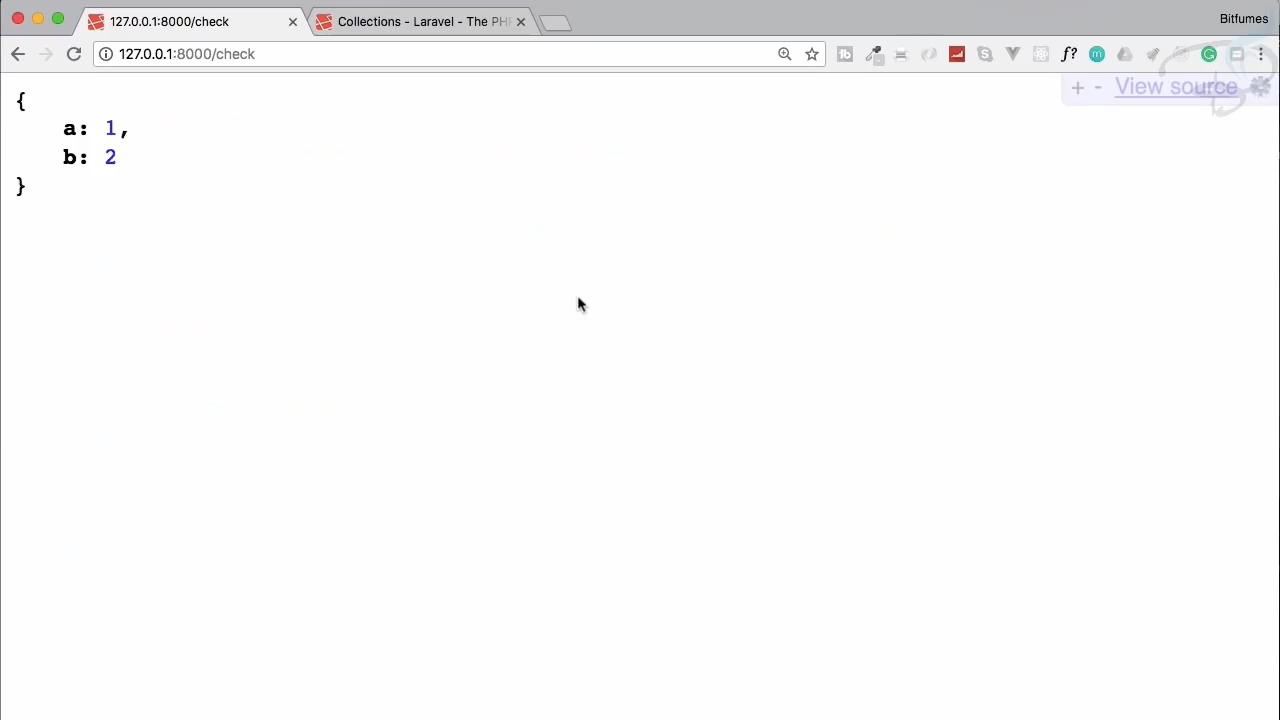 127.0.0.1:8000/check
Collections - Laravel - The PHP
Bitfumes
127.0.0.1:8000/check
f?
+ - View source
{
a: 1,
b: 2
}